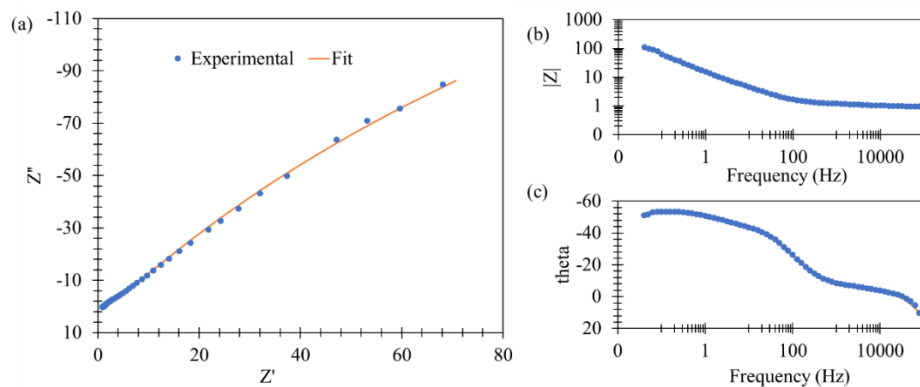 (a)
-110
-90
-70
-50
-30
-10
10
Z''
Experimental
Fit
0 20 40 60 80
Z'
(b)
1000
100
10
1
0
|Z|
0 1 100 10000
Frequency (Hz)
(c)
-60
-40
-20
0
20
theta
0 1 100 10000
Frequency (Hz)